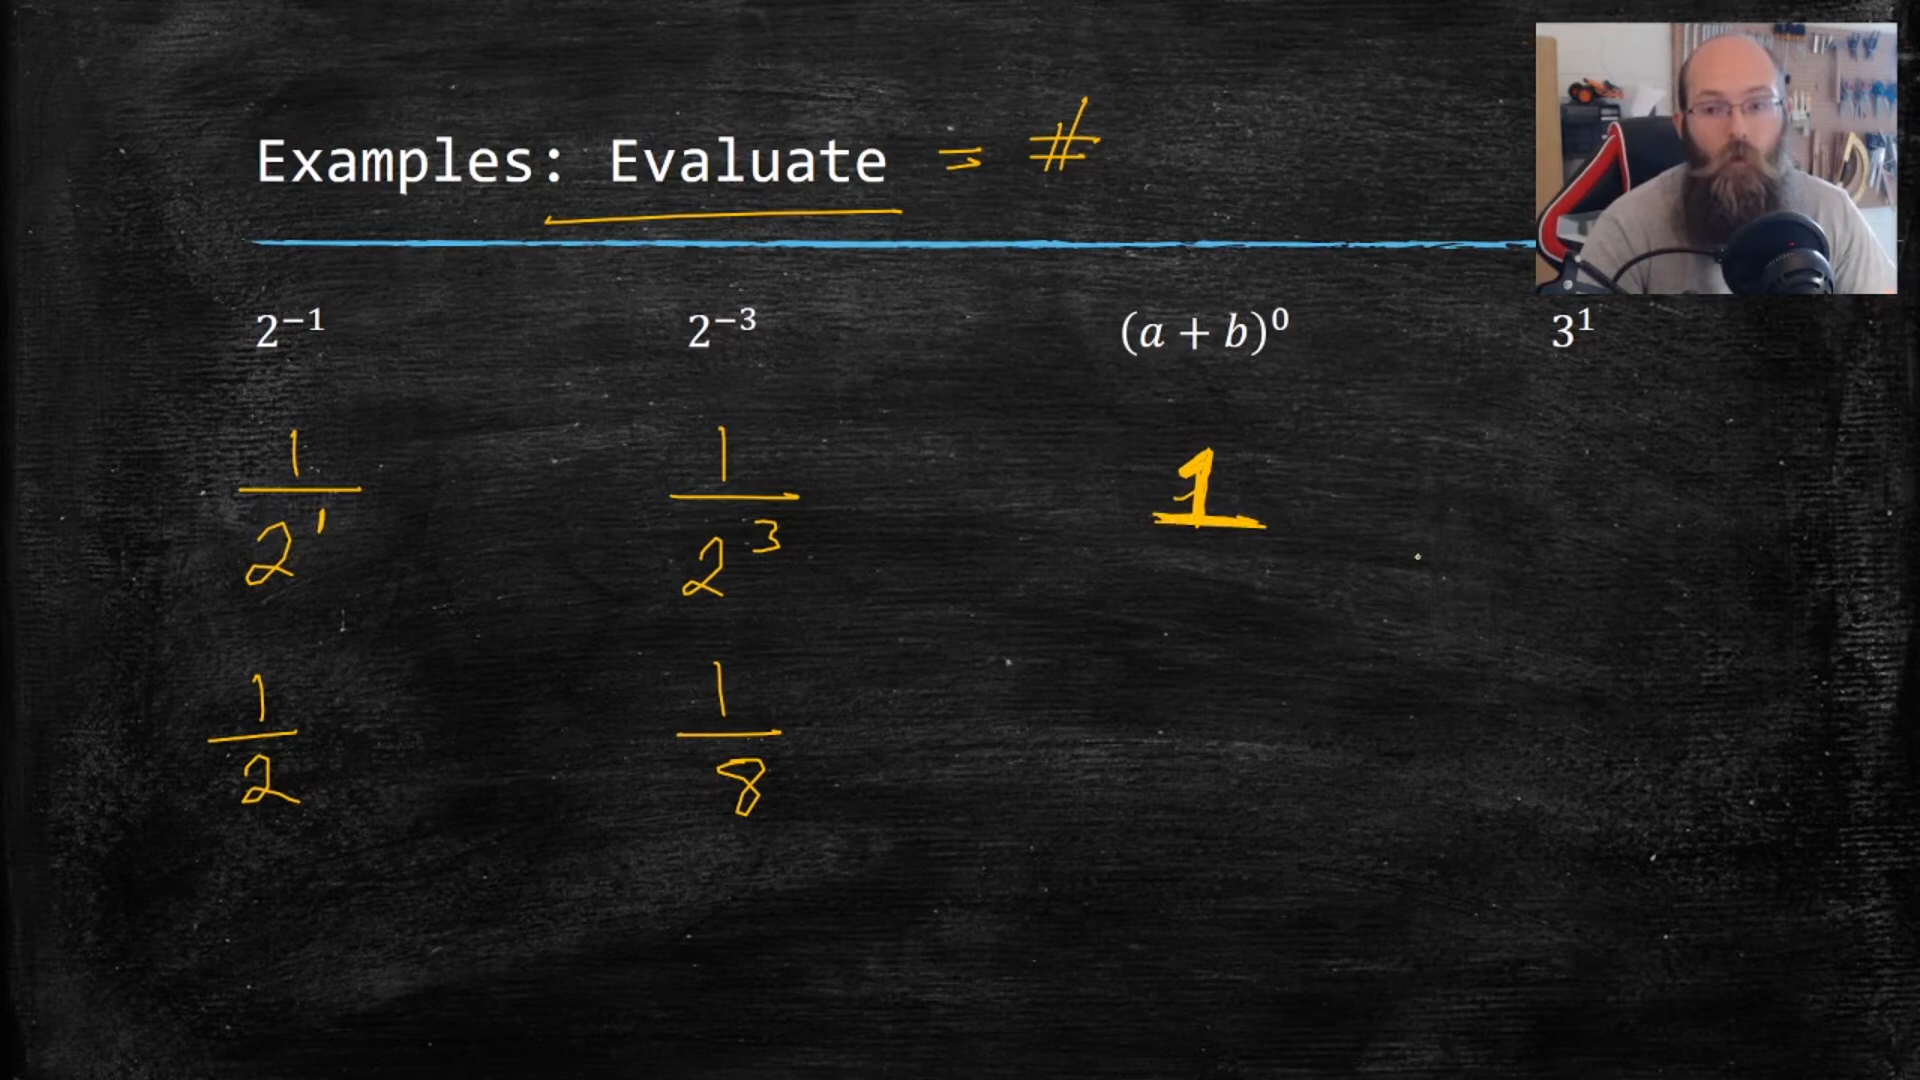 Examples: Evaluate = #
2⁻¹ 2⁻³ (a + b)⁰ 3¹
1/2¹ 1/2³ 1
1/2 1/8